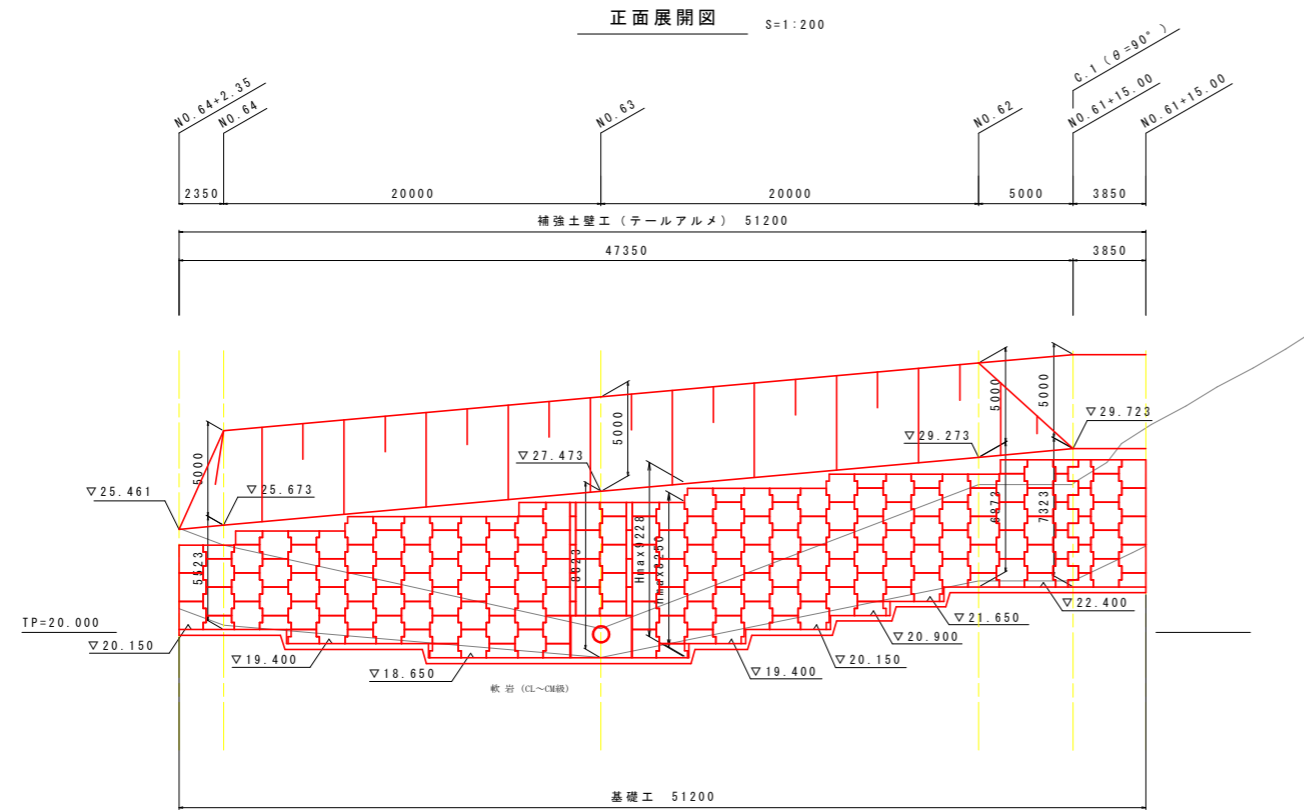 正面展開図 S=1:200
NO.64+2.35
NO.64
NO.63
NO.62
C.1 (θ=90°)
NO.61+15.00
NO.61+15.00
2350
20000
20000
5000
3850
補強土壁工（テールアルメ） 51200
47350
3850
5000
5000
5000
5000
▽29.723
▽29.273
▽27.473
▽25.461
▽25.673
5523
8823
Hmax9228
Hmax8250
6873
7323
TP=20.000
▽20.150
▽19.400
▽18.650
▽19.400
▽20.150
▽20.900
▽21.650
▽22.400
軟岩 (CL～CM級)
基礎工 51200